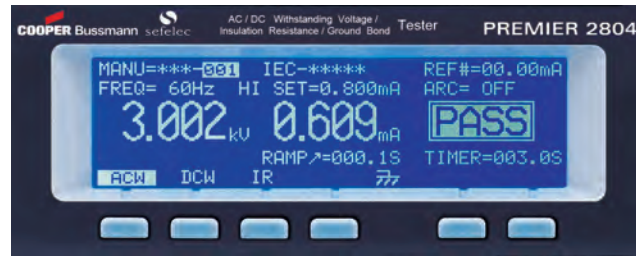 COOPER Bussmann sefelec
AC / DC Withstanding Voltage /
Insulation Resistance / Ground Bond Tester
PREMIER 2804
MANU=***-001 IEC-***** REF#=00.00mA
FREQ= 60Hz HI SET=0.800mA ARC= OFF
3.002kV 0.609mA PASS
RAMP↗=000.1S TIMER=003.0S
ACW DCW IR